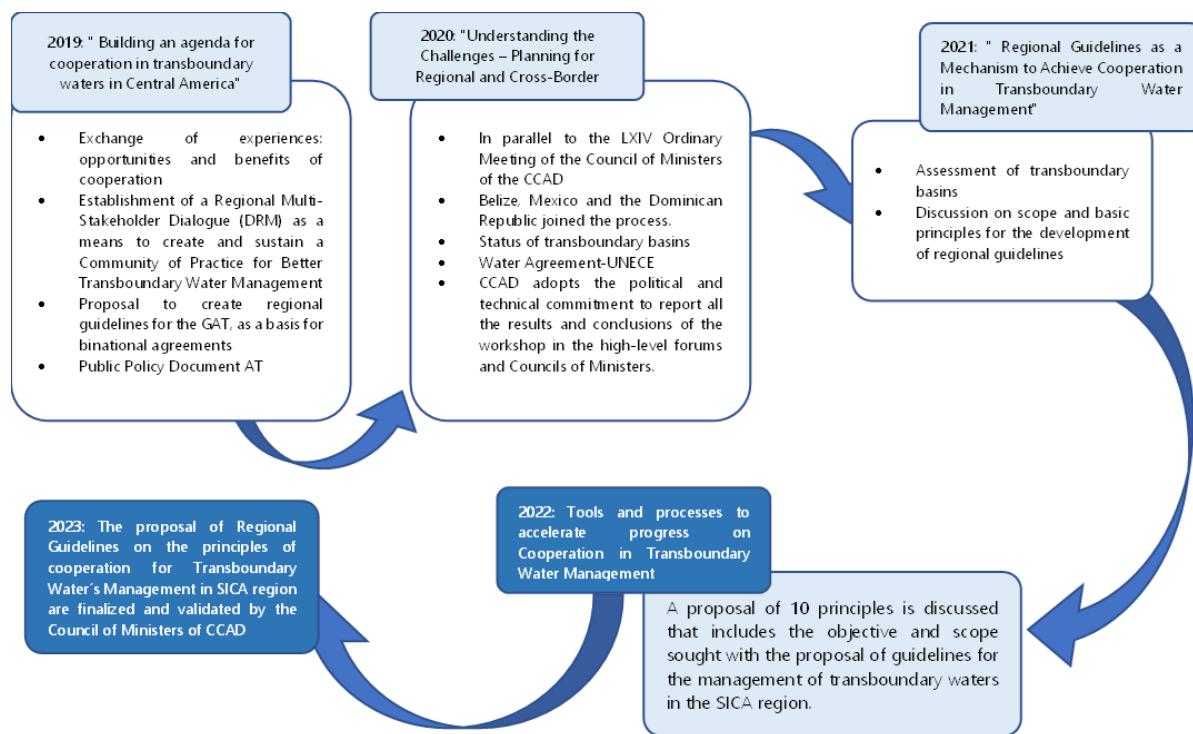 2019: " Building an agenda for
cooperation in transboundary
waters in Central America"
• Exchange of experiences:
opportunities and benefits of
cooperation
• Establishment of a Regional Multi-
Stakeholder Dialogue (DRM) as a
means to create and sustain a
Community of Practice for Better
Transboundary Water Management
• Proposal to create regional
guidelines for the GAT, as a basis for
binational agreements
• Public Policy Document AT
2020: "Understanding the
Challenges – Planning for
Regional and Cross-Border
• In parallel to the LXIV Ordinary
Meeting of the Council of Ministers
of the CCAD
• Belize, Mexico and the Dominican
Republic joined the process.
• Status of transboundary basins
• Water Agreement-UNECE
• CCAD adopts the political and
technical commitment to report all
the results and conclusions of the
workshop in the high-level forums
and Councils of Ministers.
2021: " Regional Guidelines as a
Mechanism to Achieve Cooperation
in Transboundary Water
Management"
• Assessment of transboundary
basins
• Discussion on scope and basic
principles for the development
of regional guidelines
2022: Tools and processes to
accelerate progress on
Cooperation in Transboundary
Water Management
A proposal of 10 principles is discussed
that includes the objective and scope
sought with the proposal of guidelines for
the management of transboundary waters
in the SICA region.
2023: The proposal of Regional
Guidelines on the principles of
cooperation for Transboundary
Water´s Management in SICA region
are finalized and validated by the
Council of Ministers of CCAD